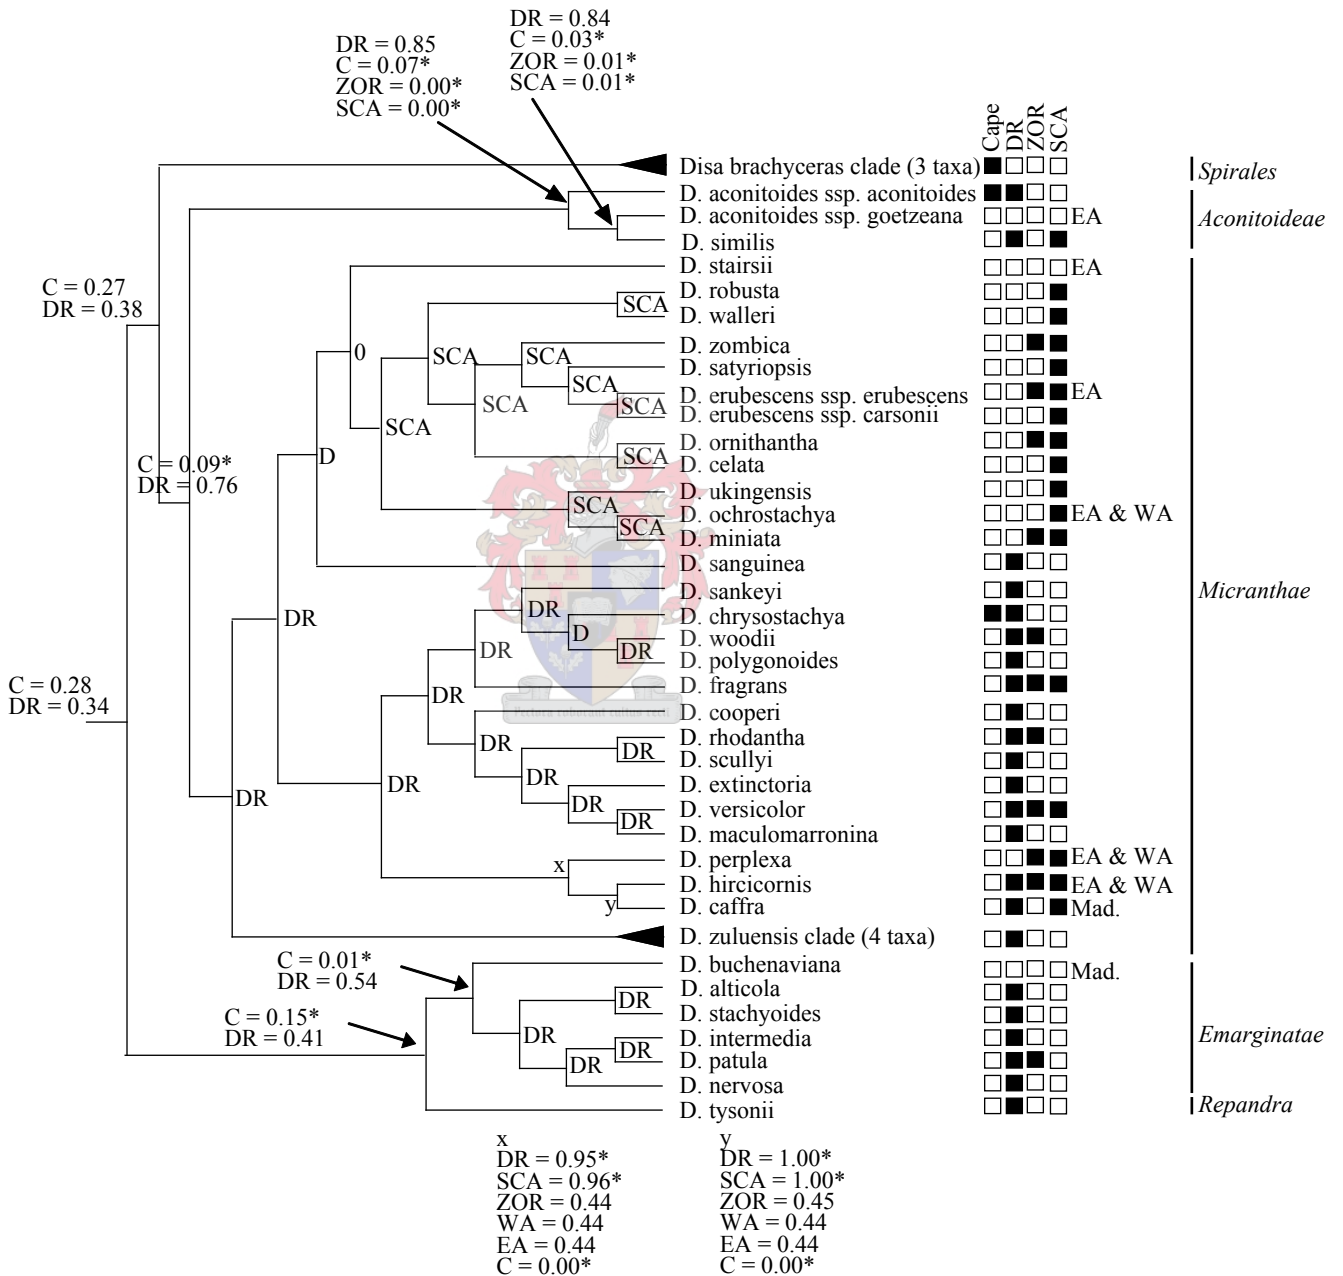 DR = 0.85
C = 0.07*
ZOR = 0.00*
SCA = 0.00*
DR = 0.84
C = 0.03*
ZOR = 0.01*
SCA = 0.01*
Cape
DR
ZOR
SCA
Disa brachyceras clade (3 taxa)
Spirales
D. aconitoides ssp. aconitoides
D. aconitoides ssp. goetzeana EA
Aconitoideae
D. similis
D. stairsii EA
C = 0.27
DR = 0.38
D. robusta
SCA
D. walleri
D. zombica
0
SCA
SCA
D. satyriopsis
SCA
D. erubescens ssp. erubescens EA
SCA
SCA
D. erubescens ssp. carsonii
SCA
D. ornithantha
D
SCA
C = 0.09*
DR = 0.76
D. celata
D. ukingensis
SCA
D. ochrostachya EA & WA
SCA
D. miniata
D. sanguinea
D. sankeyi
Micranthae
DR
DR
D. chrysostachya
D
D. woodii
DR
DR
D. polygonoides
C = 0.28
DR = 0.34
D. fragrans
DR
Pectora roborant cultus recti
D. cooperi
D. rhodantha
DR
DR
D. scullyi
DR
DR
D. extinctoria
DR
DR
D. versicolor
DR
D. maculomarronina
x
D. perplexa EA & WA
D. hircicornis EA & WA
y
D. caffra Mad.
D. zuluensis clade (4 taxa)
C = 0.01*
DR = 0.54
D. buchenaviana Mad.
D. alticola
DR
D. stachyoides
C = 0.15*
DR = 0.41
DR
D. intermedia
Emarginatae
DR
D. patula
DR
D. nervosa
D. tysonii
Repandra
x
DR = 0.95*
SCA = 0.96*
ZOR = 0.44
WA = 0.44
EA = 0.44
C = 0.00*
y
DR = 1.00*
SCA = 1.00*
ZOR = 0.45
WA = 0.44
EA = 0.44
C = 0.00*